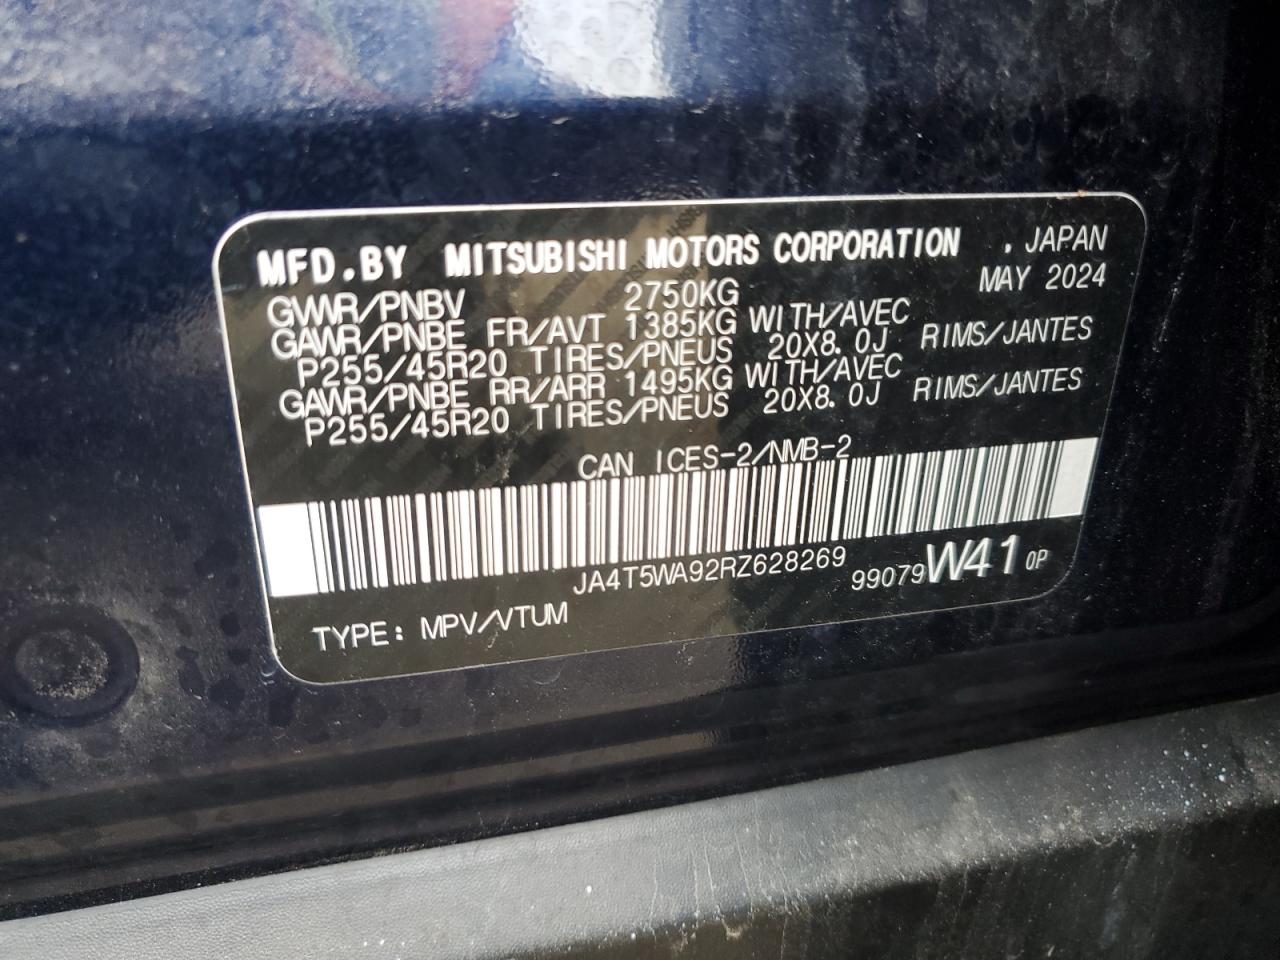 MFD.BY MITSUBISHI MOTORS CORPORATION , JAPAN
MAY 2024
GVWR/PNBV 2750KG
GAWR/PNBE FR/AVT 1385KG WITH/AVEC
P255/45R20 TIRES/PNEUS 20X8.0J RIMS/JANTES
GAWR/PNBE RR/ARR 1495KG WITH/AVEC
P255/45R20 TIRES/PNEUS 20X8.0J RIMS/JANTES
CAN ICES-2/NMB-2
JA4T5WA92RZ628269
99079 W41 0P
TYPE: MPV/VTUM